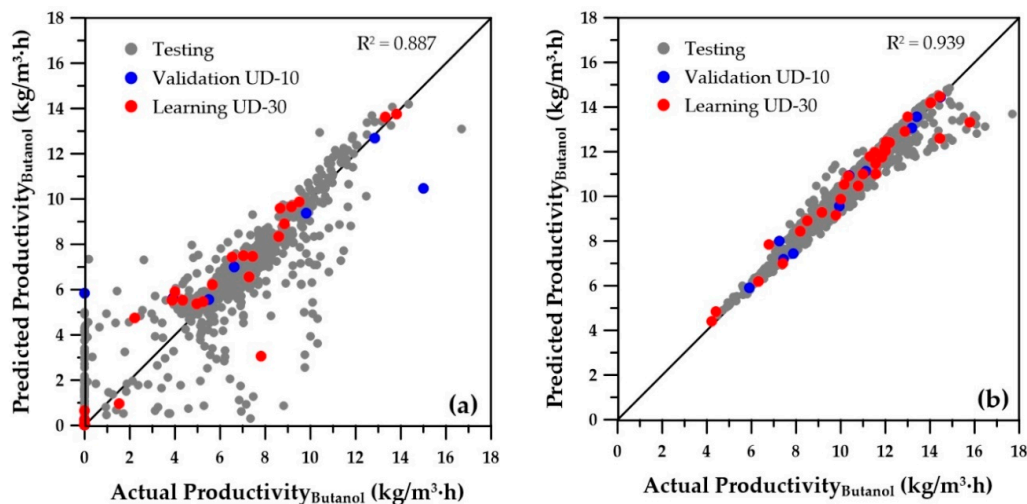 18
16
14
12
10
8
6
4
2
0
Predicted Productivity_Butanol (kg/m³·h)
Testing
Validation UD-10
Learning UD-30
R² = 0.887
(a)
0 2 4 6 8 10 12 14 16 18
Actual Productivity_Butanol (kg/m³·h)
18
16
14
12
10
8
6
4
2
0
Predicted Productivity_Butanol (kg/m³·h)
Testing
Validation UD-10
Learning UD-30
R² = 0.939
(b)
0 2 4 6 8 10 12 14 16 18
Actual Productivity_Butanol (kg/m³·h)